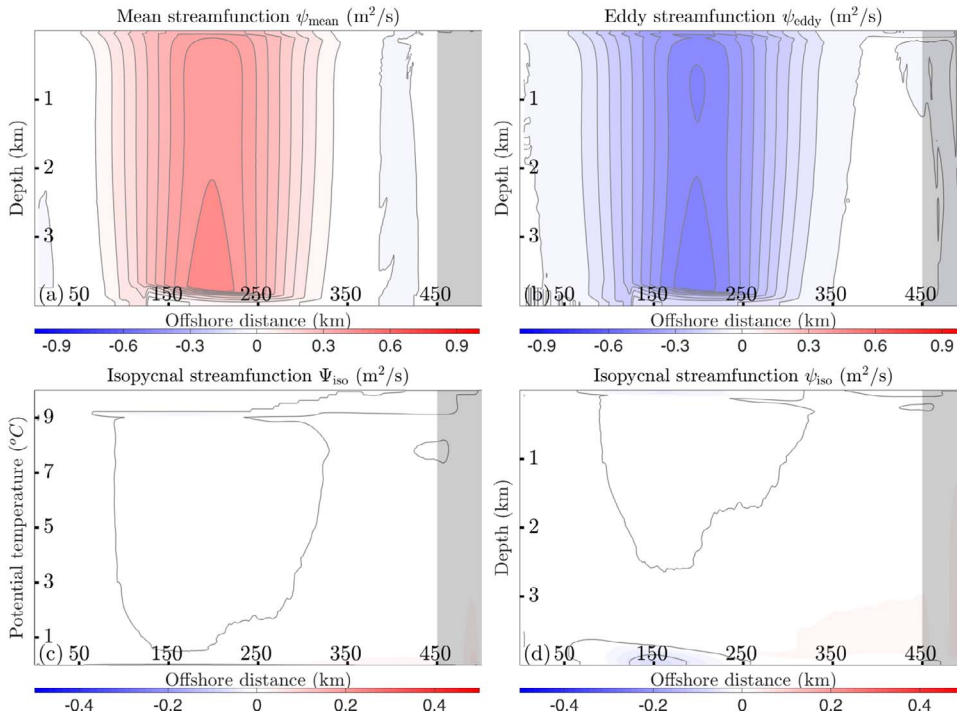 Mean streamfunction ψmean (m²/s)
Eddy streamfunction ψeddy (m²/s)
Depth (km)
1
2
3
(a) 50 150 250 350 450
Offshore distance (km)
-0.9 -0.6 -0.3 0 0.3 0.6 0.9
Depth (km)
1
2
3
(b) 50 150 250 350 450
Offshore distance (km)
-0.9 -0.6 -0.3 0 0.3 0.6 0.9
Isopycnal streamfunction Ψiso (m²/s)
Isopycnal streamfunction ψiso (m²/s)
Potential temperature (°C)
9
7
5
3
1
(c) 50 150 250 350 450
Offshore distance (km)
-0.4 -0.2 0 0.2 0.4
Depth (km)
1
2
3
(d) 50 150 250 350 450
Offshore distance (km)
-0.4 -0.2 0 0.2 0.4